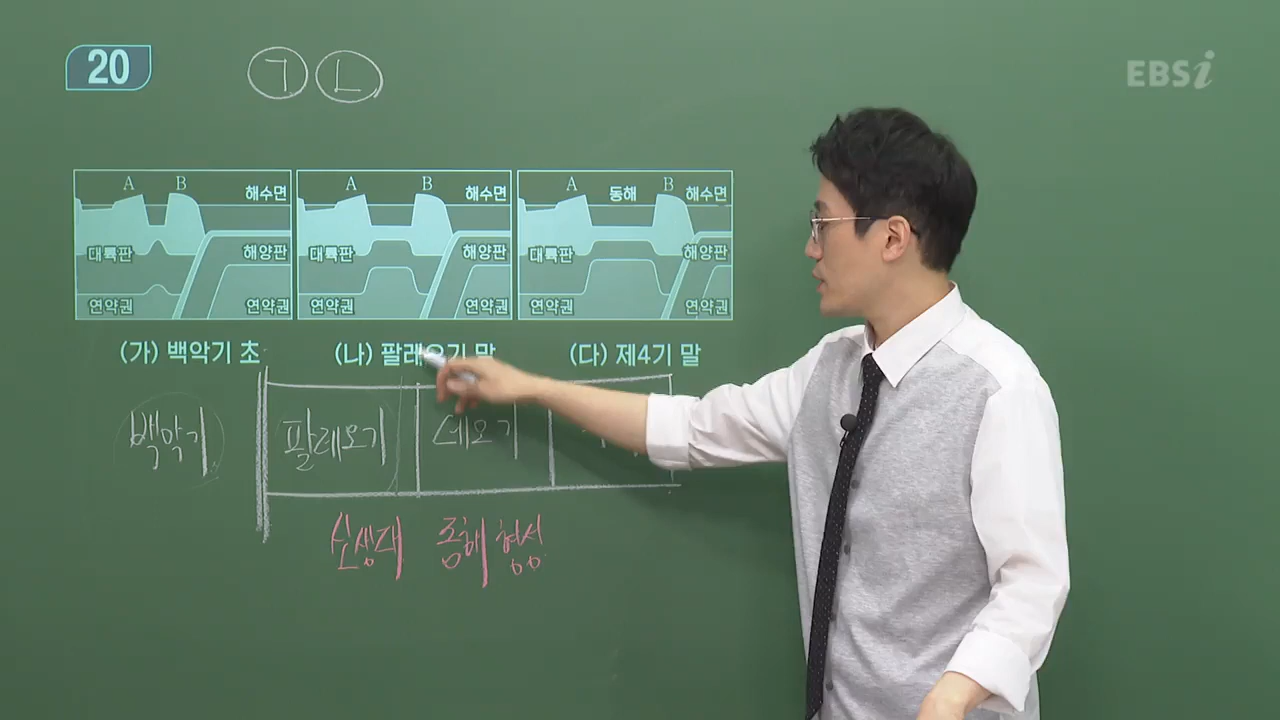 20
ㄱ ㄴ
EBSi
A B 해수면 대륙판 해양판 연약권 연약권
A B 해수면 대륙판 해양판 연약권 연약권
A 동해 B 해수면 대륙판 해양판 연약권 연약권
(가) 백악기 초
(나) 팔레오기 말
(다) 제4기 말
백악기 팔레오기 네오기
신생대 동해 형성